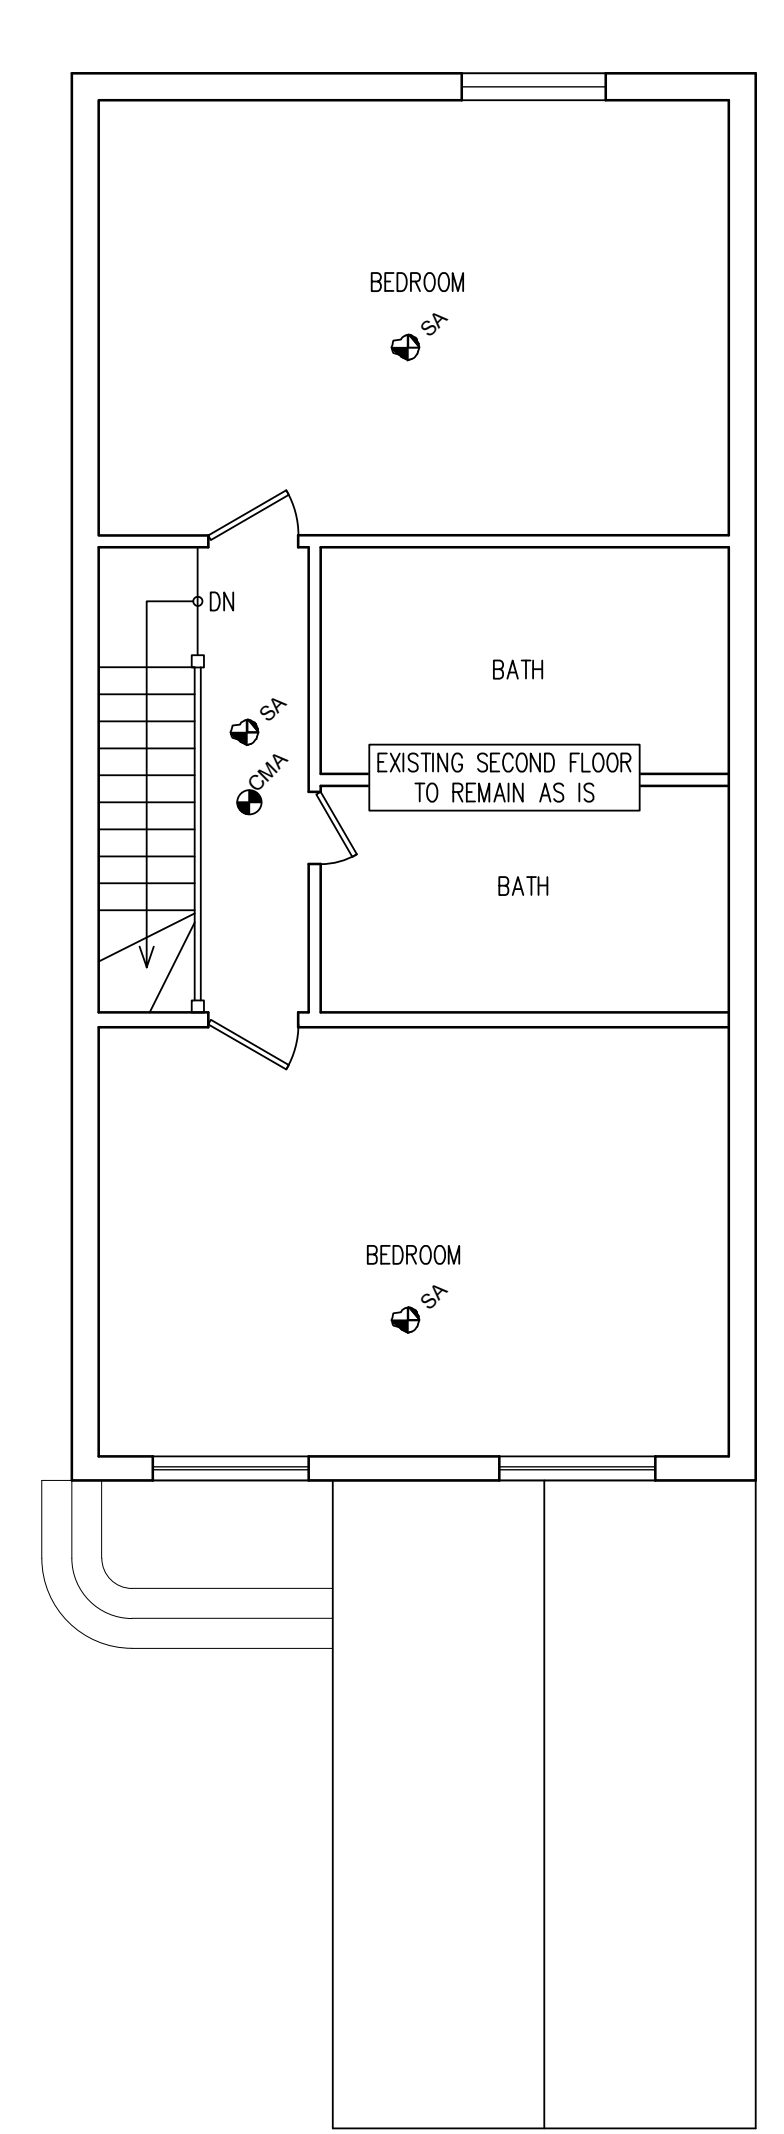 BEDROOM
SA
DN
BATH
SA
EXISTING SECOND FLOOR
TO REMAIN AS IS
CMA
BATH
BEDROOM
SA